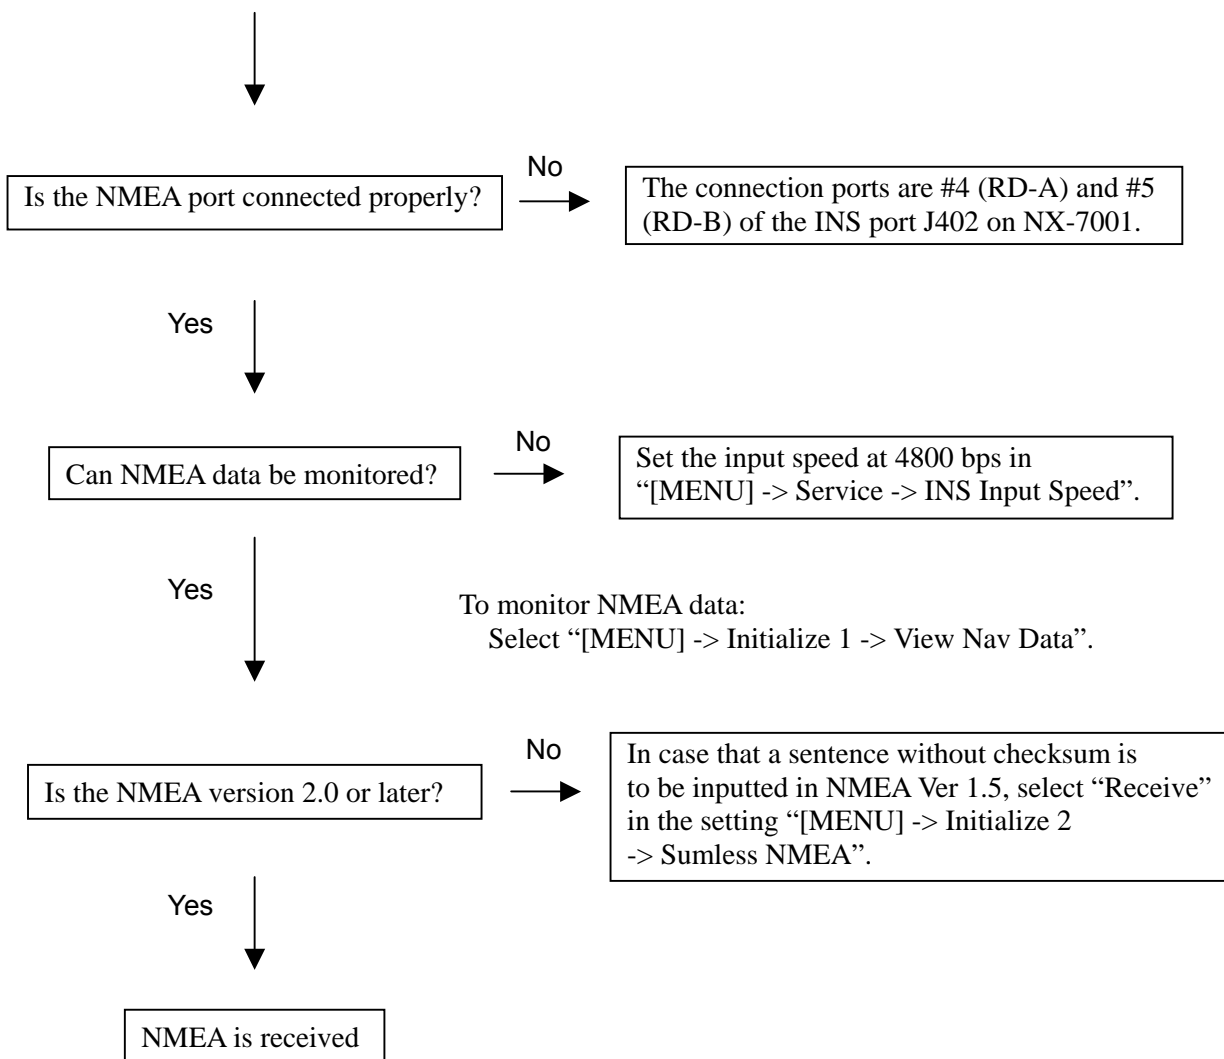 No
Is the NMEA port connected properly?
The connection ports are #4 (RD-A) and #5
(RD-B) of the INS port J402 on NX-7001.
Yes
No
Can NMEA data be monitored?
Set the input speed at 4800 bps in
“[MENU] -> Service -> INS Input Speed”.
Yes
To monitor NMEA data:
Select “[MENU] -> Initialize 1 -> View Nav Data”.
No
Is the NMEA version 2.0 or later?
In case that a sentence without checksum is
to be inputted in NMEA Ver 1.5, select “Receive”
in the setting “[MENU] -> Initialize 2
-> Sumless NMEA”.
Yes
NMEA is received